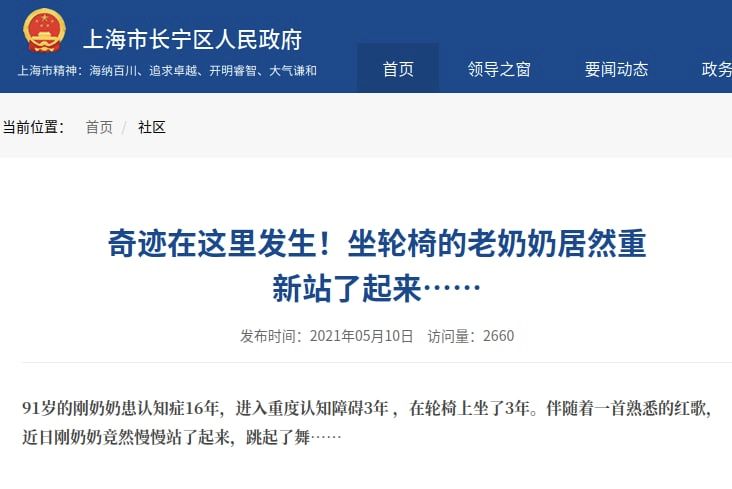 上海市长宁区人民政府
上海市精神：海纳百川、追求卓越、开明睿智、大气谦和
首页 领导之窗 要闻动态 政务
当前位置： 首页 / 社区
奇迹在这里发生！坐轮椅的老奶奶居然重
新站了起来……
发布时间：2021年05月10日 访问量：2660
91岁的刚奶奶患认知症16年，进入重度认知障碍3年 ，在轮椅上坐了3年。伴随着一首熟悉的红歌，
近日刚奶奶竟然慢慢站了起来，跳起了舞……